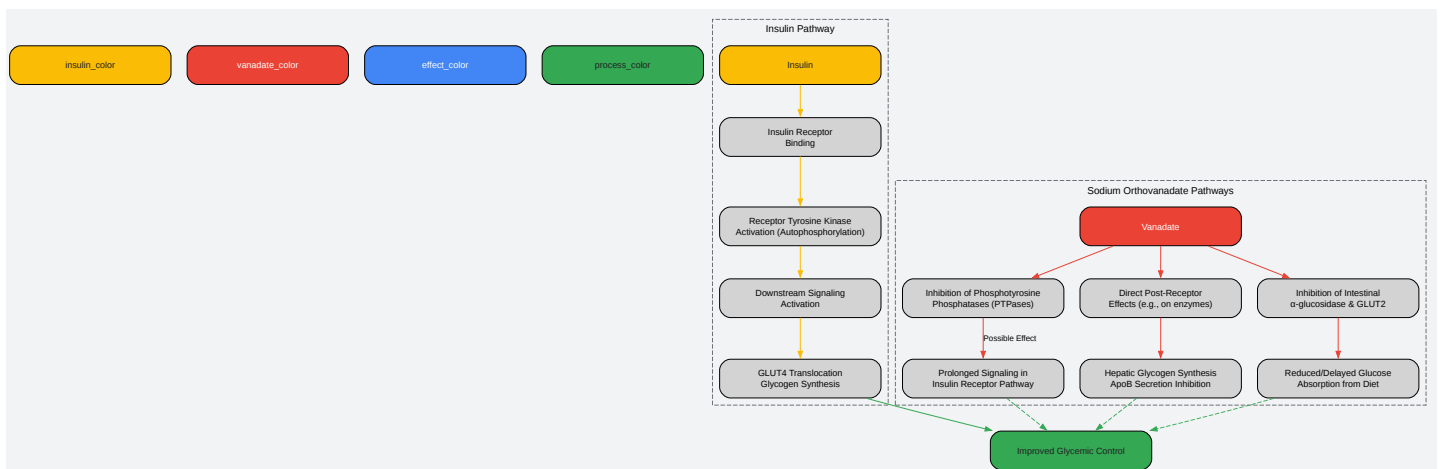 Insulin Pathway
insulin_color
vanadate_color
effect_color
process_color
Insulin
Insulin Receptor
Binding
Receptor Tyrosine Kinase
Activation (Autophosphorylation)
Downstream Signaling
Activation
GLUT4 Translocation
Glycogen Synthesis
Sodium Orthovanadate Pathways
Vanadate
Inhibition of Phosphotyrosine
Phosphatases (PTPases)
Direct Post-Receptor
Effects (e.g., on enzymes)
Inhibition of Intestinal
α-glucosidase & GLUT2
Possible Effect
Prolonged Signaling in
Insulin Receptor Pathway
Hepatic Glycogen Synthesis
ApoB Secretion Inhibition
Reduced/Delayed Glucose
Absorption from Diet
Improved Glycemic Control